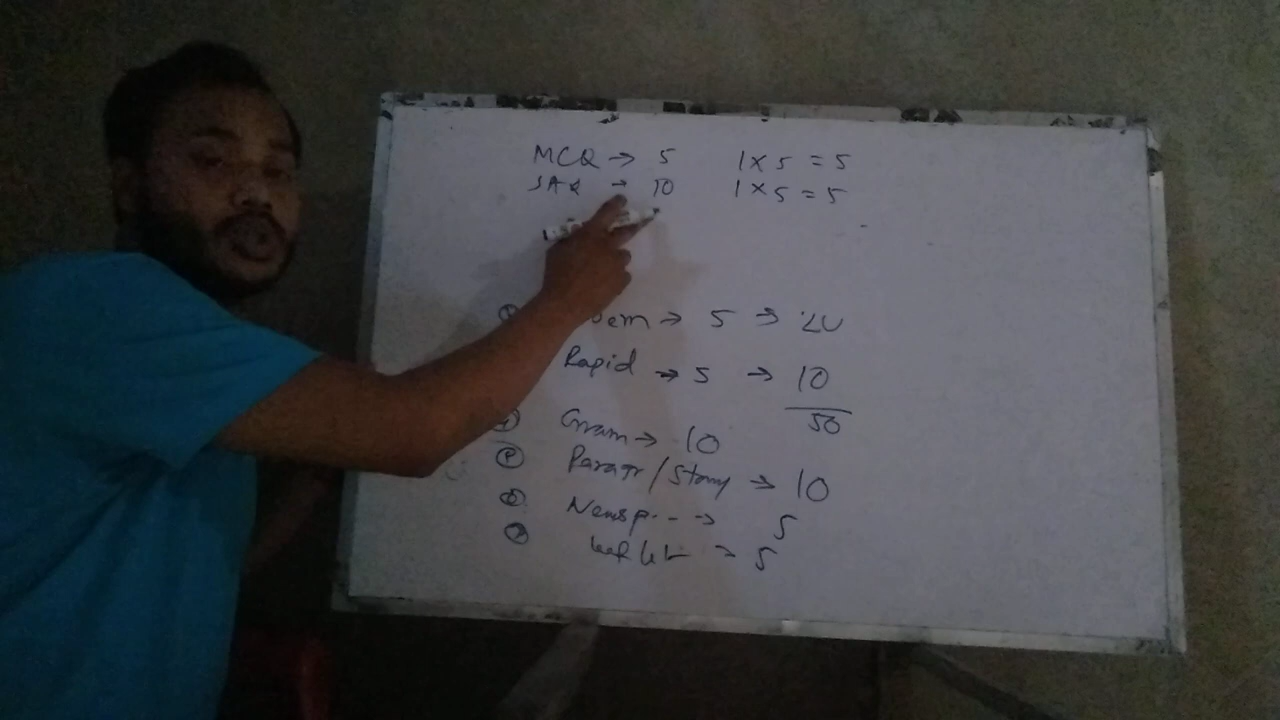 MCQ → 5 1 × 5 = 5
SAQ → 10 1 × 5 = 5
→ 5 → 20
Rapid → 5 → 10
50
Gram → 10
Paragr / Story → 10
Newsp... → 5
→ 5